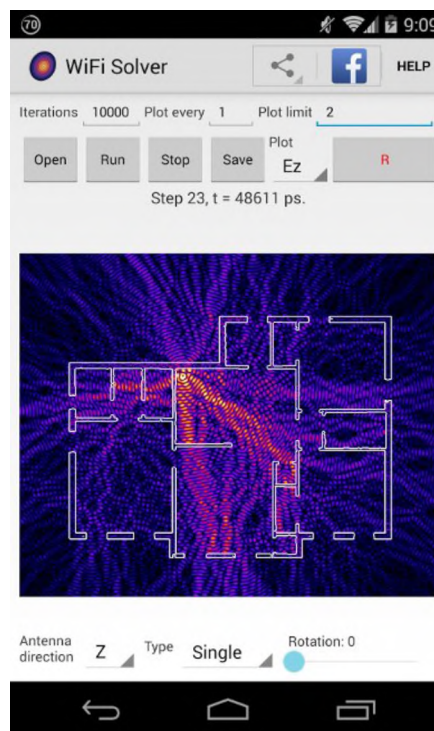 70 9:09
WiFi Solver HELP
Iterations 10000 Plot every 1 Plot limit 2
Open Run Stop Save Plot Ez R
Step 23, t = 48611 ps.
Antenna direction Z Type Single Rotation: 0